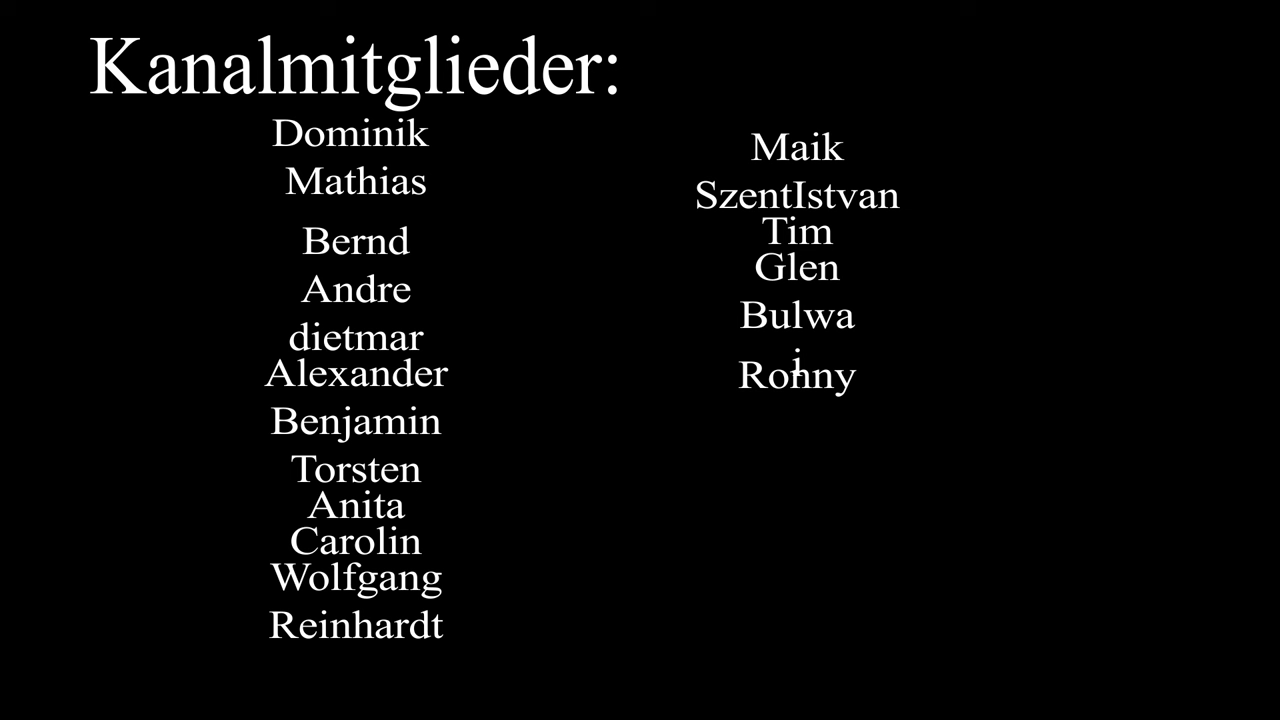 Kanalmitglieder:
Dominik
Mathias
Bernd
Andre
dietmar
Alexander
Benjamin
Torsten
Anita
Carolin
Wolfgang
Reinhardt
Maik
SzentIstvan
Tim
Glen
Bulwa
i
Ronny